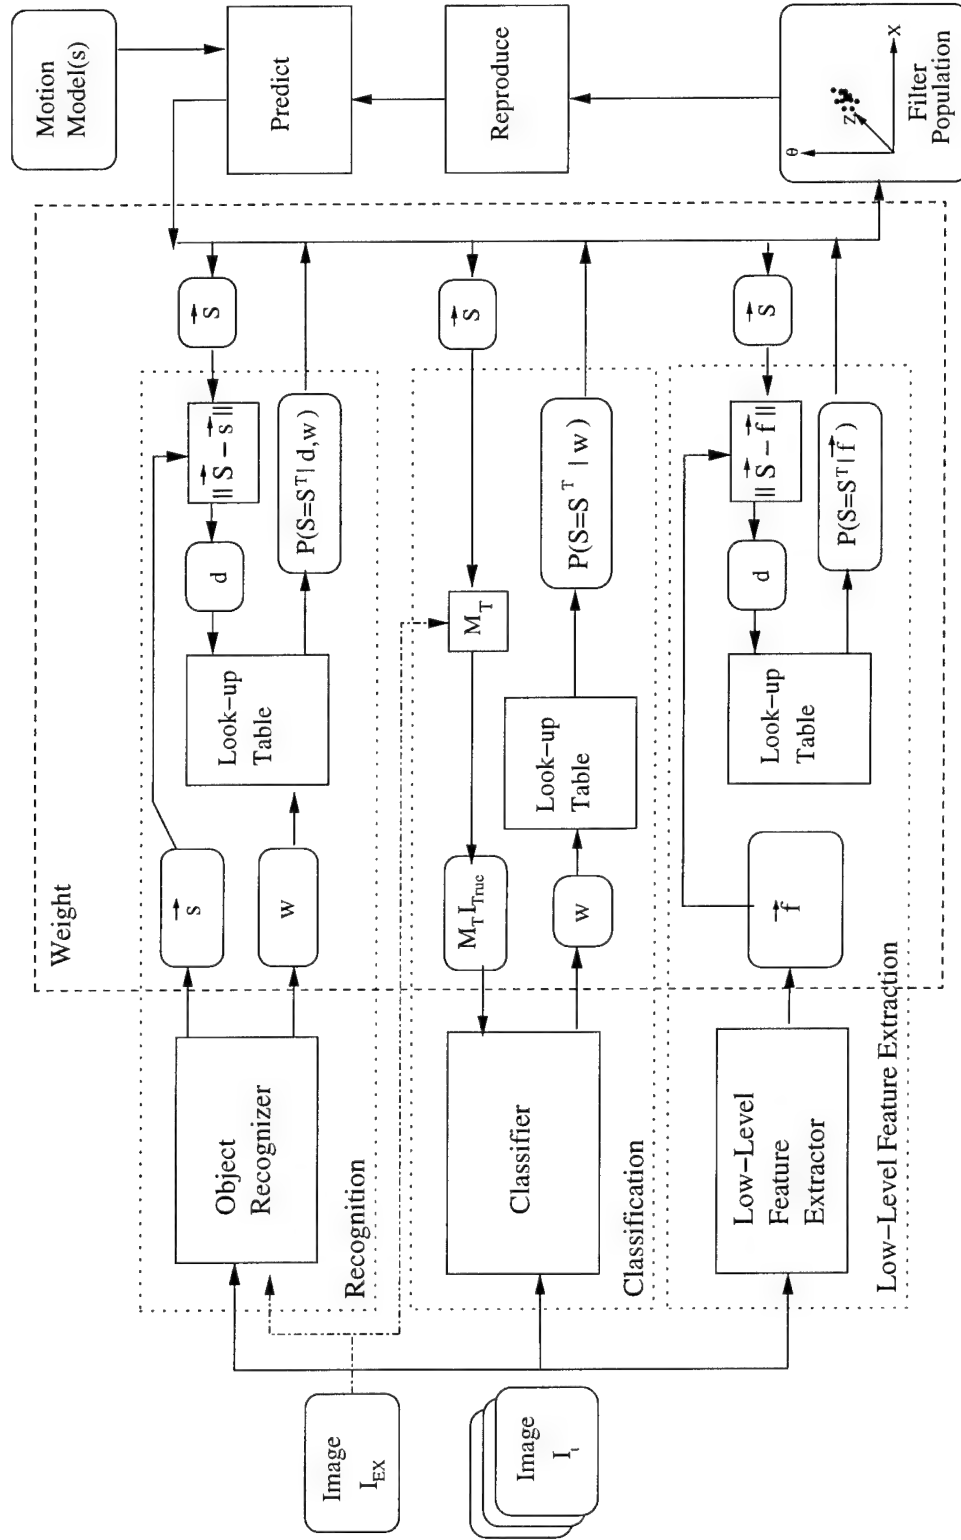 Weight
Motion
Model(s)
Predict
Reproduce
Filter
Population
θ
Z
X
Image
I_EX
Image
I_t
Object
Recognizer
Recognition
s
w
Look-up
Table
d
|| S - s ||
S
P(S=S^T | d,w)
Classifier
Classification
M_T I_True
w
M_T
Look-up
Table
S
P(S=S^T | w)
Low-Level
Feature
Extractor
Low-Level Feature Extraction
f
Look-up
Table
d
|| S - f ||
S
P(S=S^T | f )